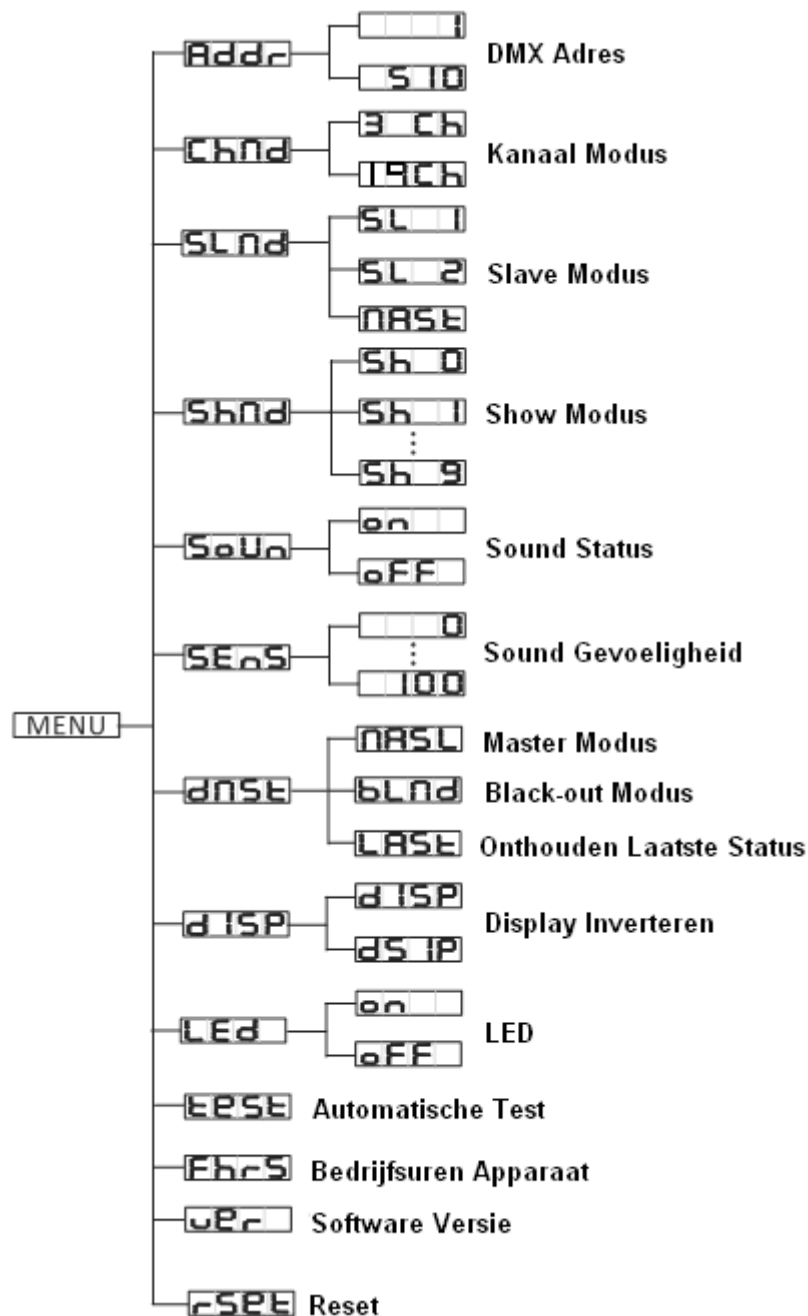 1
Addr
DMX Adres
510
3 Ch
ChMd
Kanaal Modus
19Ch
SL 1
SLMd
SL 2
Slave Modus
MASt
Sh 0
ShMd
Sh 1
Show Modus
Sh 9
on
SoUn
Sound Status
oFF
0
SEnS
Sound Gevoeligheid
100
MENU
MASL
Master Modus
dMSt
bLMd
Black-out Modus
LASt
Onthouden Laatste Status
dISP
dISP
Display Inverteren
dSIP
on
LEd
LED
oFF
test
Automatische Test
FhrS
Bedrijfsuren Apparaat
ver
Software Versie
rSet
Reset